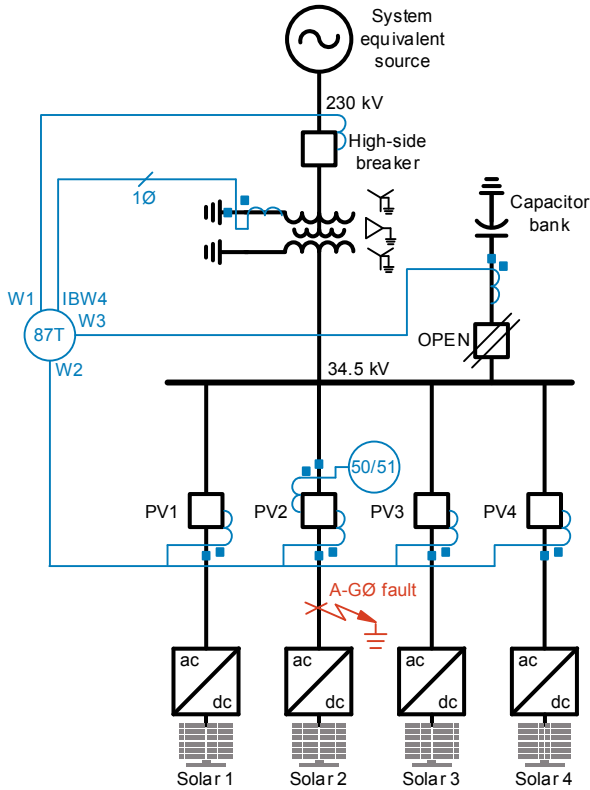 System
equivalent
source
230 kV
High-side
breaker
1Ø
Capacitor
bank
W1
IBW4
W3
87T
W2
OPEN
34.5 kV
50/51
PV1
PV2
PV3
PV4
A-GØ fault
ac
dc
ac
dc
ac
dc
ac
dc
Solar 1
Solar 2
Solar 3
Solar 4